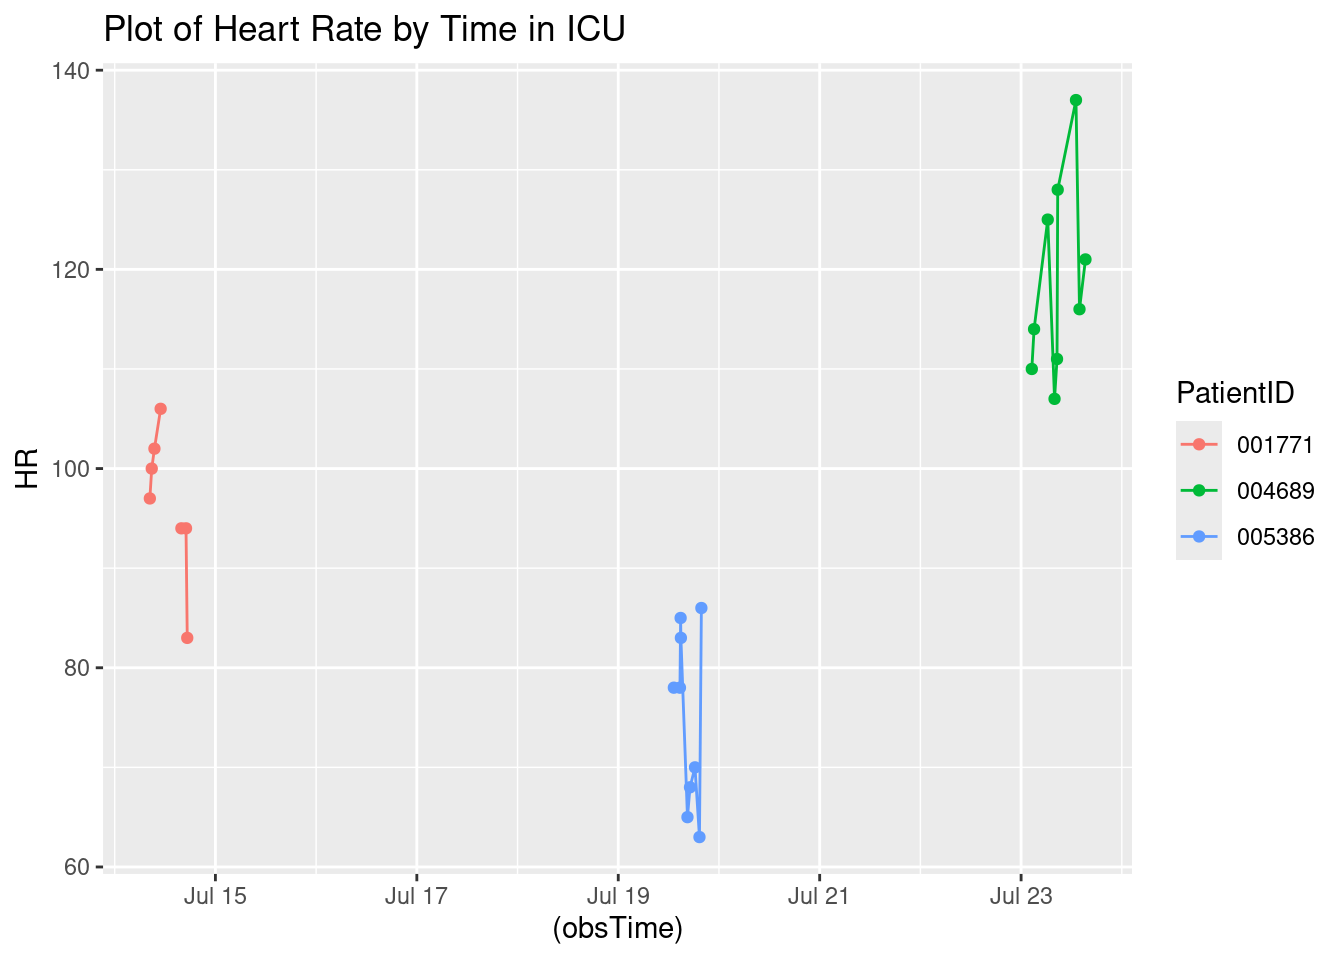 Plot of Heart Rate by Time in ICU
140
120
100
80
60
HR
Jul 15
Jul 17
Jul 19
Jul 21
Jul 23
(obsTime)
PatientID
001771
004689
005386